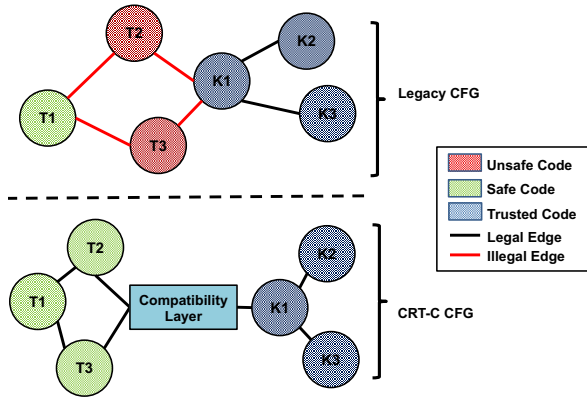 T2
K2
K1
T1
K3
T3
Legacy CFG
Unsafe Code
Safe Code
Trusted Code
Legal Edge
Illegal Edge
T2
K2
T1
Compatibility
Layer
K1
T3
K3
CRT-C CFG